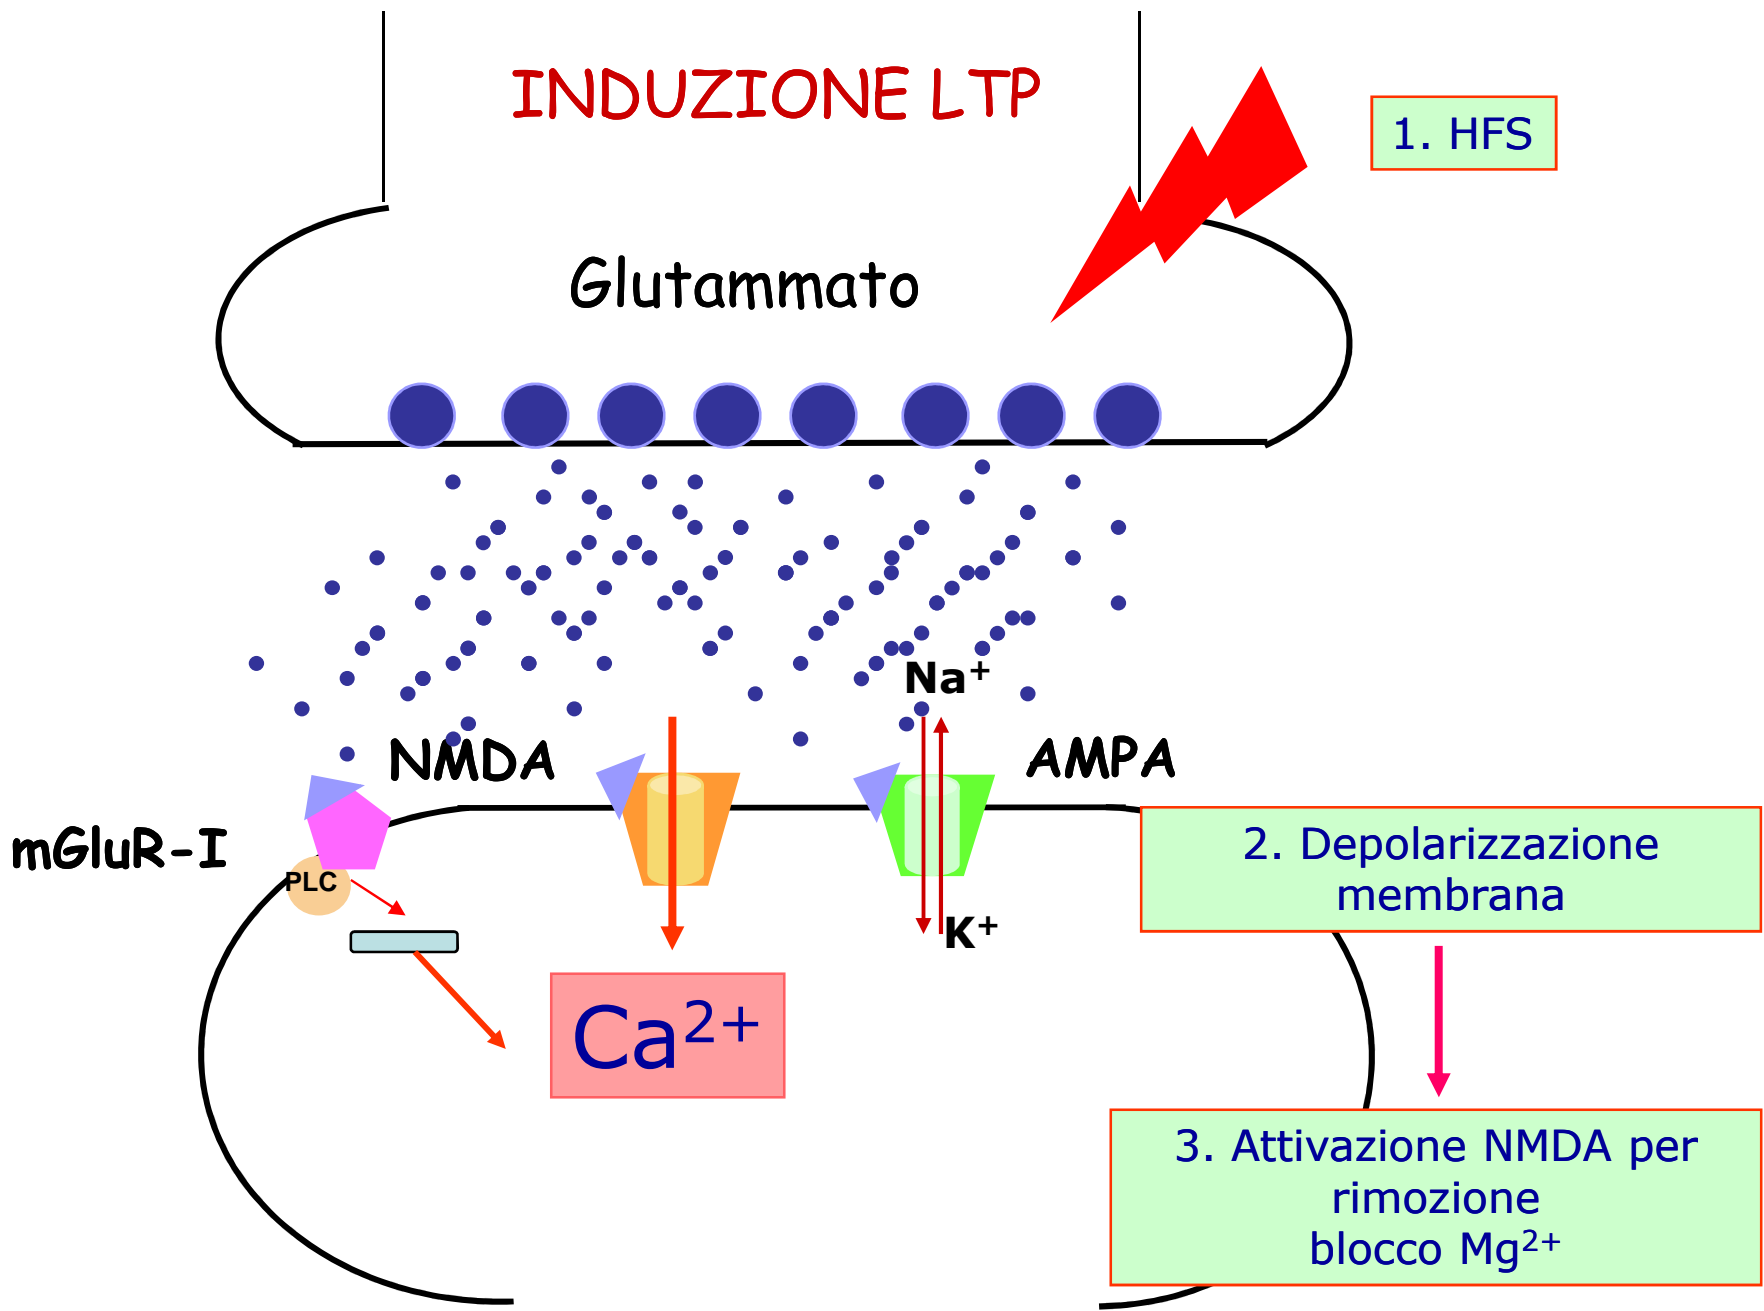 INDUZIONE LTP
1. HFS
Glutammato
Na⁺
NMDA
AMPA
mGluR-I
PLC
2. Depolarizzazione
membrana
K⁺
Ca²⁺
3. Attivazione NMDA per
rimozione
blocco Mg²⁺